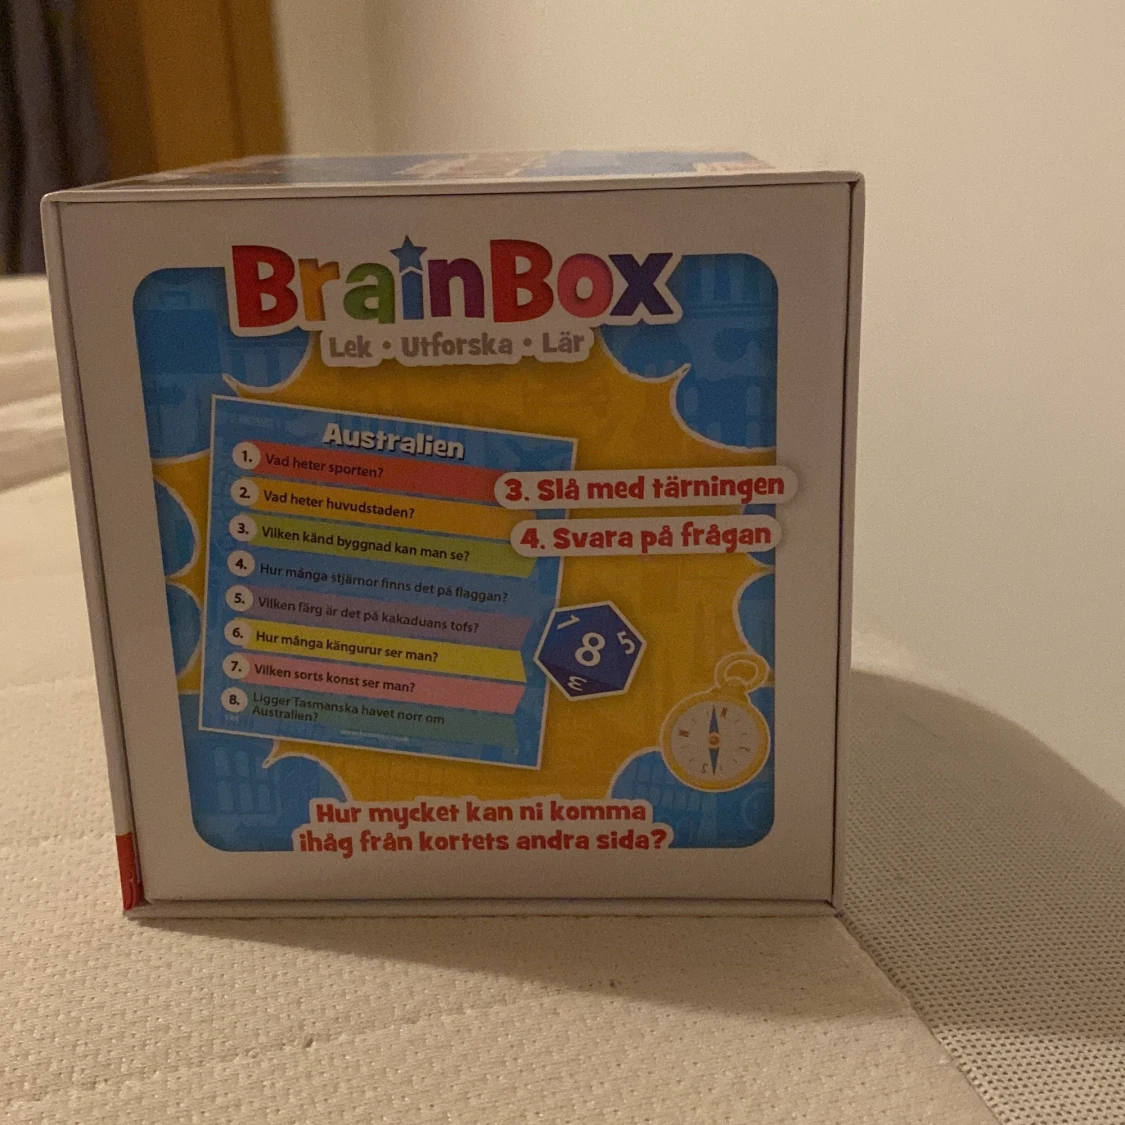 BrainBox
Lek • Utforska • Lär
Australien
1. Vad heter sporten?
2. Vad heter huvudstaden?
3. Vilken känd byggnad kan man se?
4. Hur många stjärnor finns det på flaggan?
5. Vilken färg är det på kakaduans tofs?
6. Hur många kängurur ser man?
7. Vilken sorts konst ser man?
8. Ligger Tasmanska havet norr om
Australien?
3. Slå med tärningen
4. Svara på frågan
1
8
5
3
Hur mycket kan ni komma
ihåg från kortets andra sida?